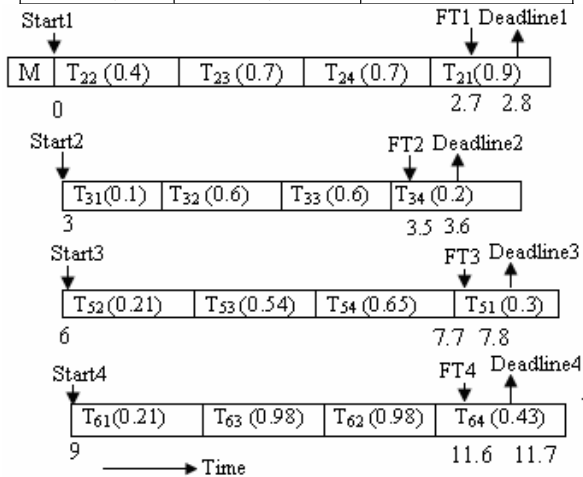 Start1 FT1 Deadline1
M T22 (0.4) T23 (0.7) T24 (0.7) T21(0.9)
0 2.7 2.8
Start2 FT2 Deadline2
T31(0.1) T32 (0.6) T33 (0.6) T34 (0.2)
3 3.5 3.6
Start3 FT3 Deadline3
T52(0.21) T53(0.54) T54(0.65) T51(0.3)
6 7.7 7.8
Start4 FT4 Deadline4
T61(0.21) T63 (0.98) T62(0.98) T64(0.43)
9 Time 11.6 11.7